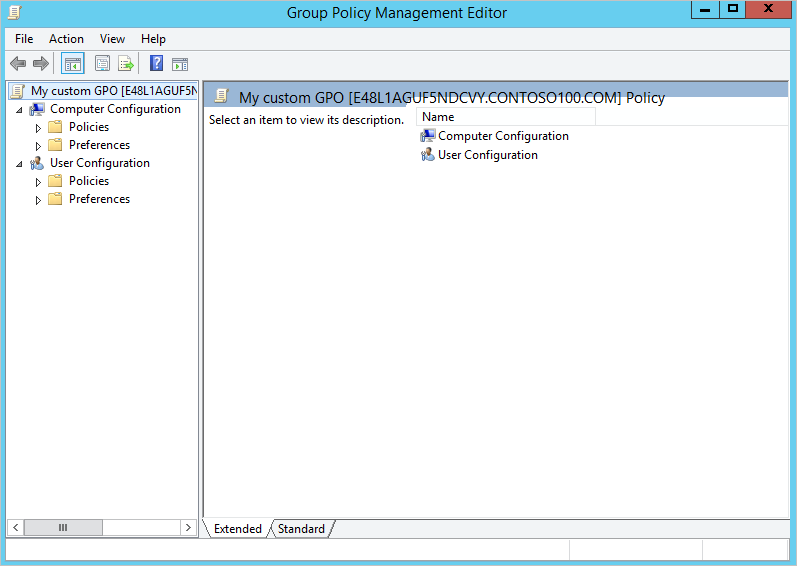 Group Policy Management Editor
File Action View Help
My custom GPO [E48L1AGUF5N
Computer Configuration
Policies
Preferences
User Configuration
Policies
Preferences
My custom GPO [E48L1AGUF5NDCVY.CONTOSO100.COM] Policy
Select an item to view its description.
Name
Computer Configuration
User Configuration
Extended Standard